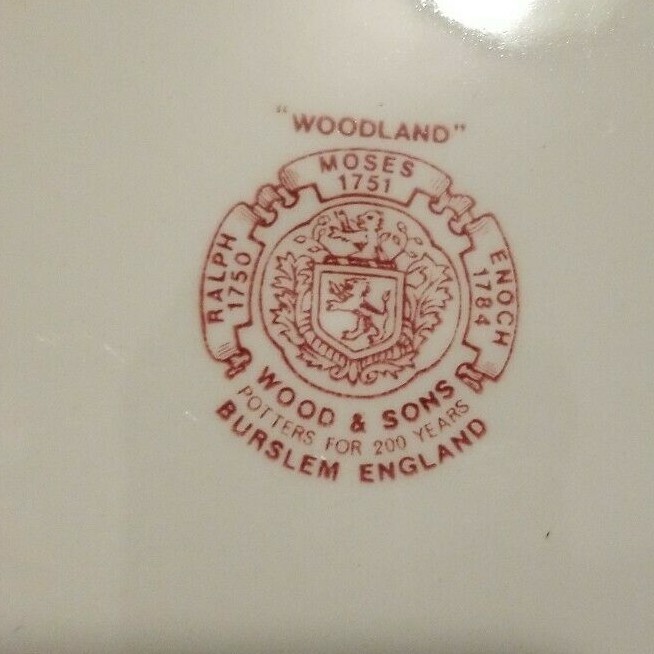 "WOODLAND"
MOSES
1751
RALPH
1750
ENOCH
1784
WOOD & SONS
POTTERS FOR 200 YEARS
BURSLEM ENGLAND